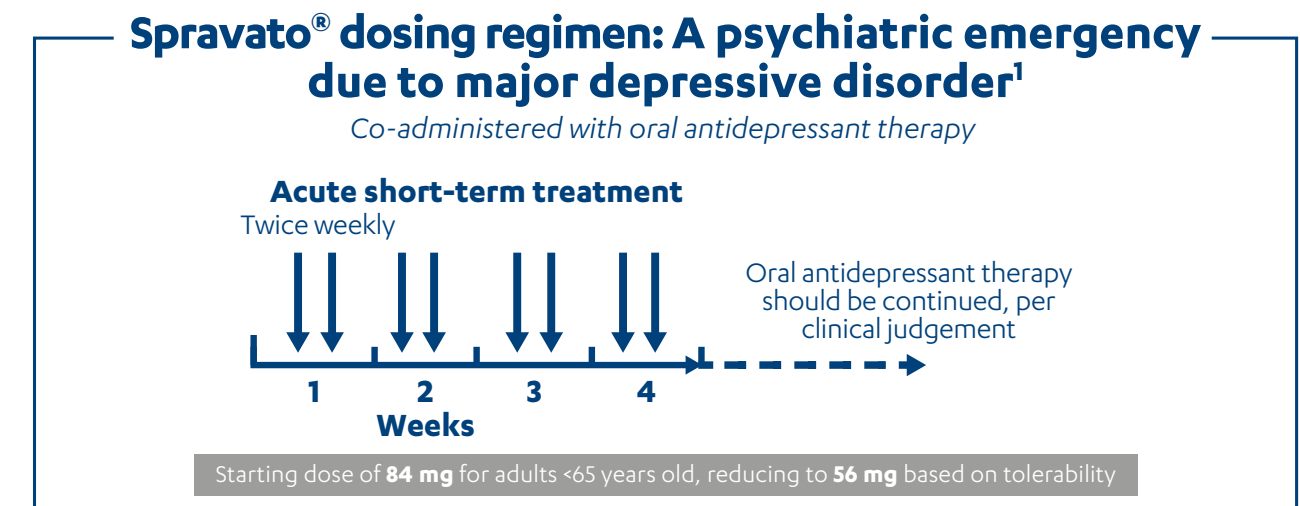 Spravato® dosing regimen: A psychiatric emergency
due to major depressive disorder¹
Co-administered with oral antidepressant therapy
Acute short-term treatment
Twice weekly
Oral antidepressant therapy
should be continued, per
clinical judgement
1 2 3 4
Weeks
Starting dose of 84 mg for adults <65 years old, reducing to 56 mg based on tolerability